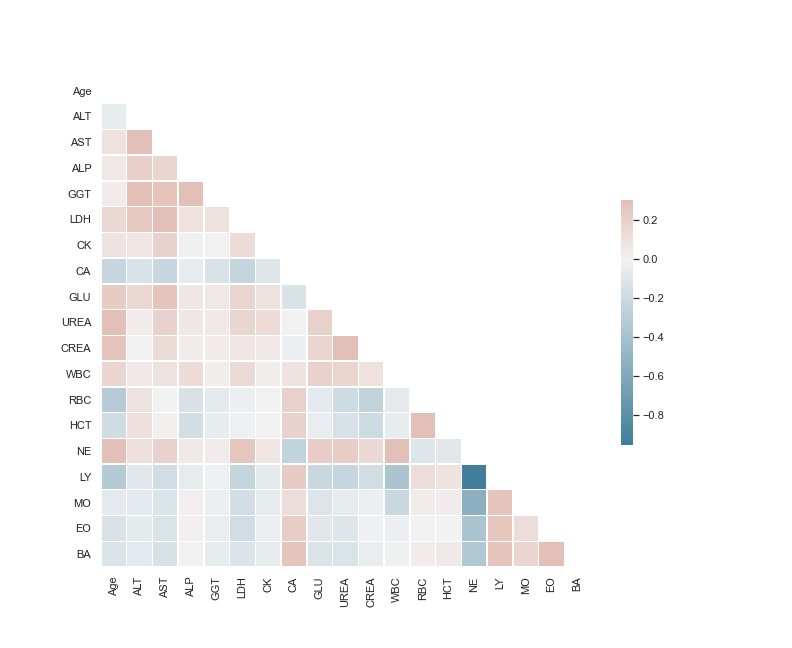 Age
ALT
AST
ALP
GGT
LDH
CK
CA
GLU
UREA
CREA
WBC
RBC
HCT
NE
LY
MO
EO
BA
Age ALT AST ALP GGT LDH CK CA GLU UREA CREA WBC RBC HCT NE LY MO EO BA
0.2
0.0
−0.2
−0.4
−0.6
−0.8